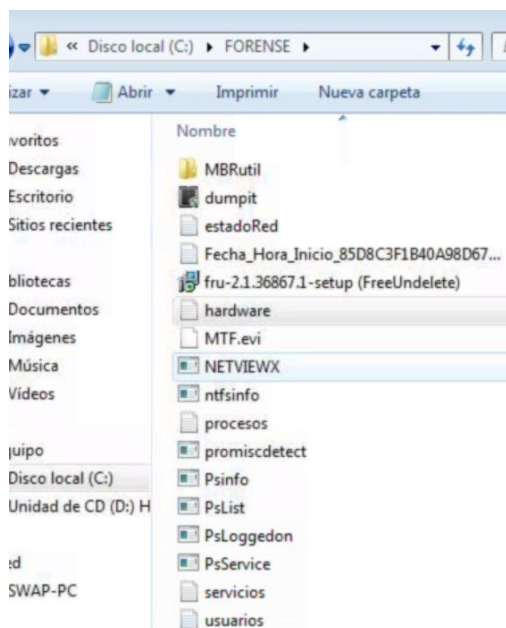 « Disco local (C:) ▸ FORENSE ▸
izar ▾ Abrir ▾ Imprimir Nueva carpeta
voritos
Descargas
Escritorio
Sitios recientes
bliotecas
Documentos
Imágenes
Música
Vídeos
quipo
Disco local (C:)
Unidad de CD (D:) H
ed
SWAP-PC
Nombre
MBRutil
dumpit
estadoRed
Fecha_Hora_Inicio_85D8C3F1B40A98D67...
fru-2.1.36867.1-setup (FreeUndelete)
hardware
MTF.evi
NETVIEWX
ntfsinfo
procesos
promiscdetect
Psinfo
PsList
PsLoggedon
PsService
servicios
usuarios